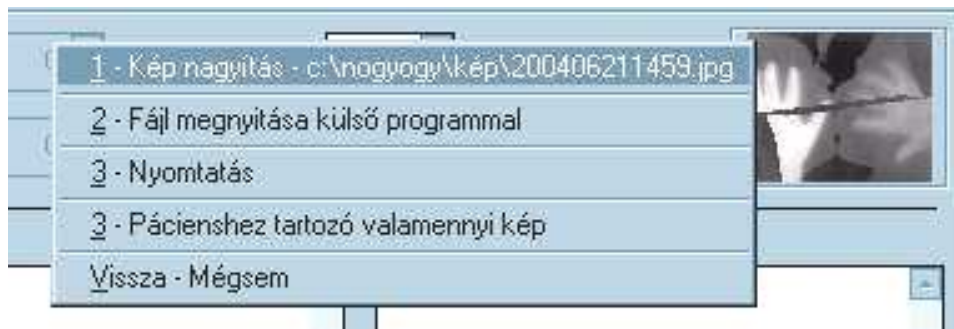 1 - Kép nagyítás - c:\nogyogy\kép\200406211459.jpg
2 - Fájl megnyitása külső programmal
3 - Nyomtatás
3 - Pácienshez tartozó valamennyi kép
Vissza - Mégsem